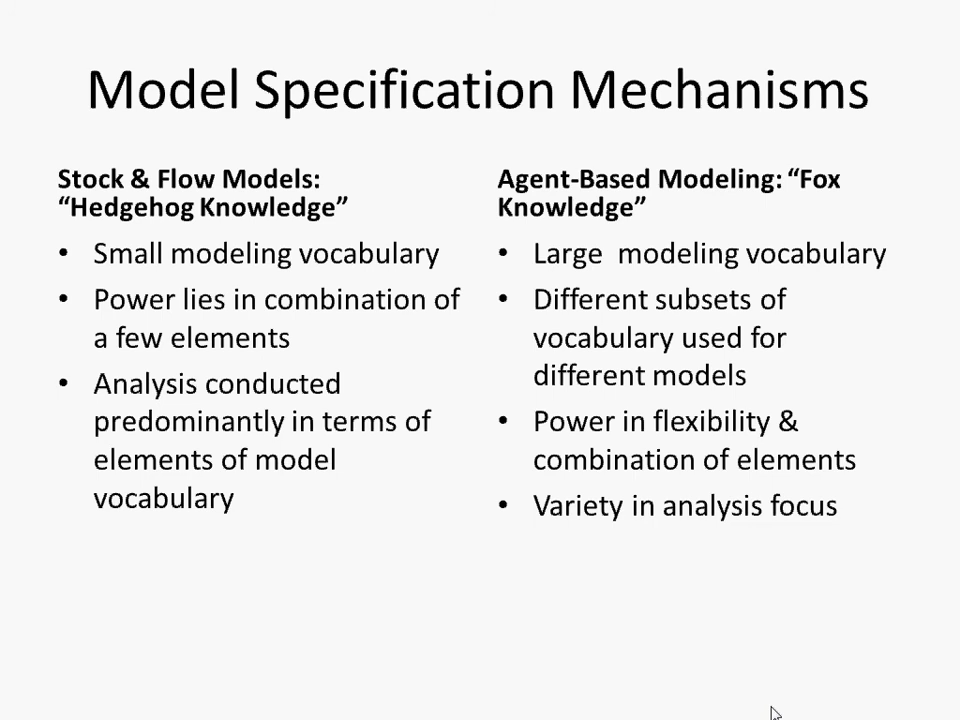 Model Specification Mechanisms
Stock & Flow Models:
“Hedgehog Knowledge”
• Small modeling vocabulary
• Power lies in combination of
a few elements
• Analysis conducted
predominantly in terms of
elements of model
vocabulary
Agent-Based Modeling: “Fox
Knowledge”
• Large  modeling vocabulary
• Different subsets of
vocabulary used for
different models
• Power in flexibility &
combination of elements
• Variety in analysis focus